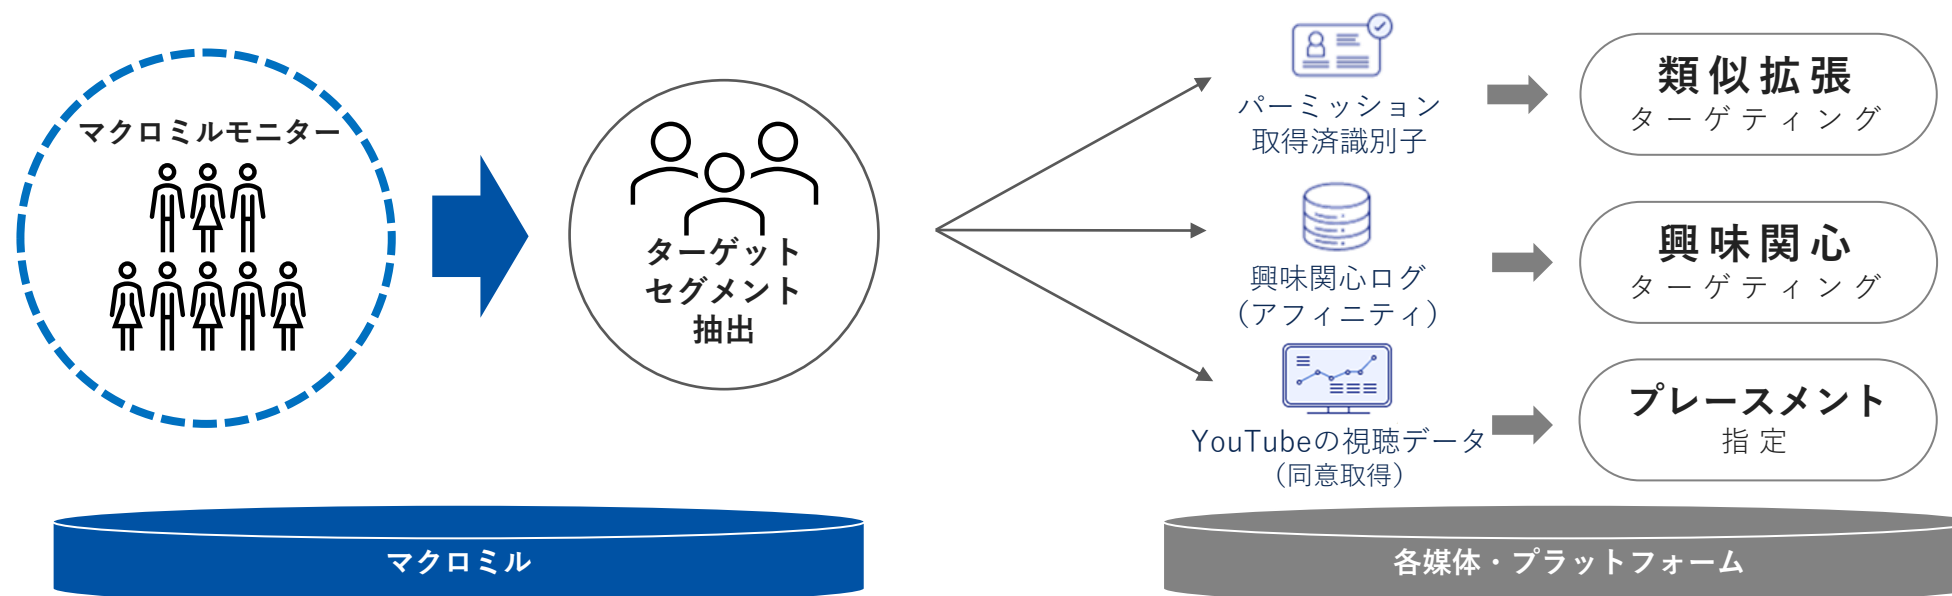 マクロミルモニター
ターゲット
セグメント
抽出
パーミッション
取得済識別子
類似拡張
ターゲティング
興味関心ログ
（アフィニティ）
興味関心
ターゲティング
YouTubeの視聴データ
（同意取得）
プレースメント
指定
マクロミル
各媒体・プラットフォーム